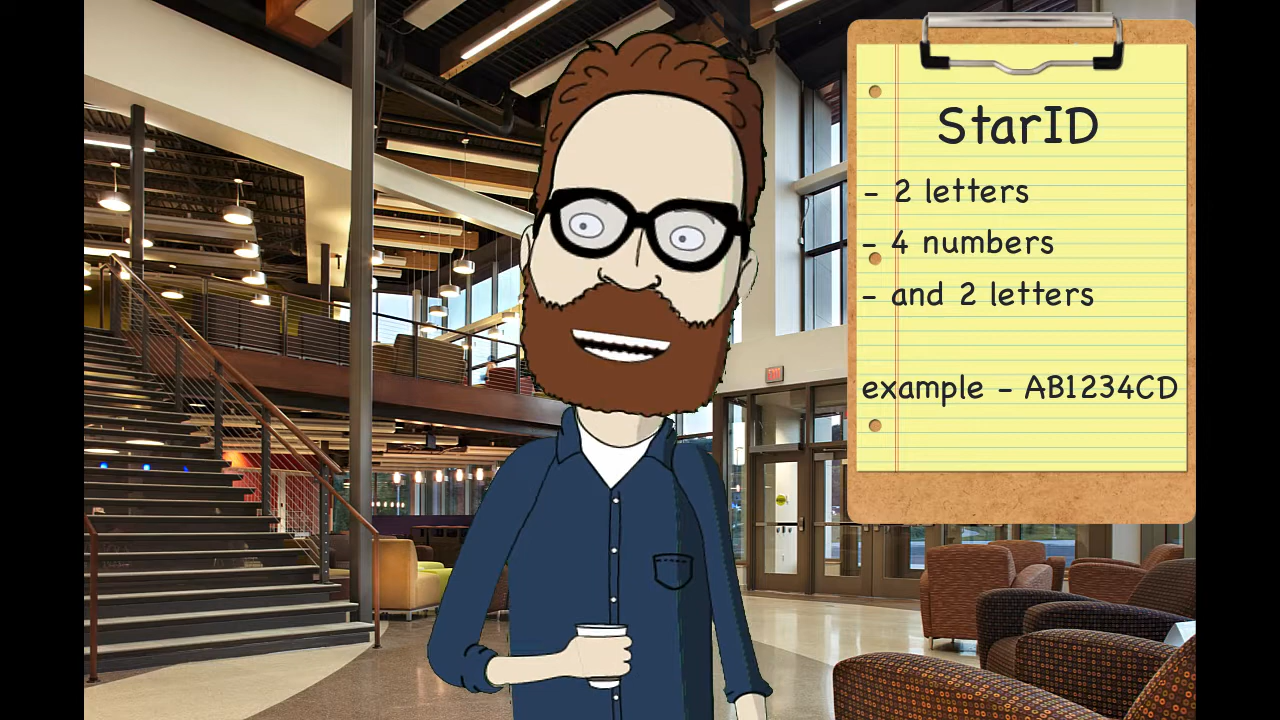 StarID
- 2 letters
- 4 numbers
- and 2 letters
example - AB1234CD